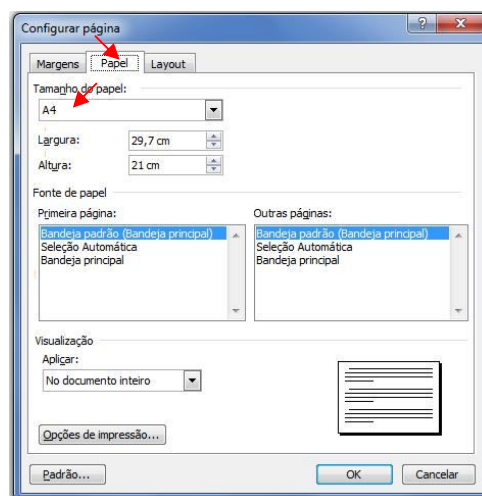 Configurar página
Margens Papel Layout
Tamanho do papel:
A4
Largura: 29,7 cm
Altura: 21 cm
Fonte de papel
Primeira página: Outras páginas:
Bandeja padrão (Bandeja principal) Bandeja padrão (Bandeja principal)
Seleção Automática Seleção Automática
Bandeja principal Bandeja principal
Visualização
Aplicar:
No documento inteiro
Opções de impressão...
Padrão... OK Cancelar